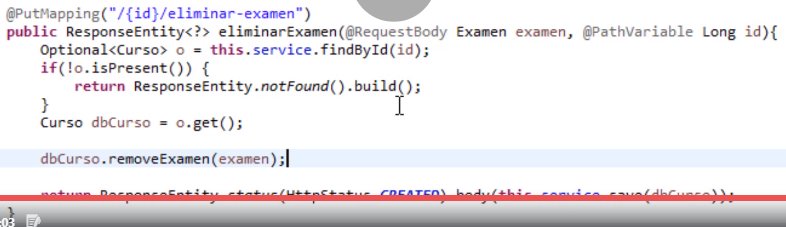 @PutMapping("/{id}/eliminar-examen")
public ResponseEntity<?> eliminarExamen(@RequestBody Examen examen, @PathVariable Long id){
Optional<Curso> o = this.service.findById(id);
if(!o.isPresent()) {
return ResponseEntity.notFound().build();
}
Curso dbCurso = o.get();
dbCurso.removeExamen(examen);
return ResponseEntity.status(HttpStatus.CREATED).body(this.service.save(dbCurso));
}
:03